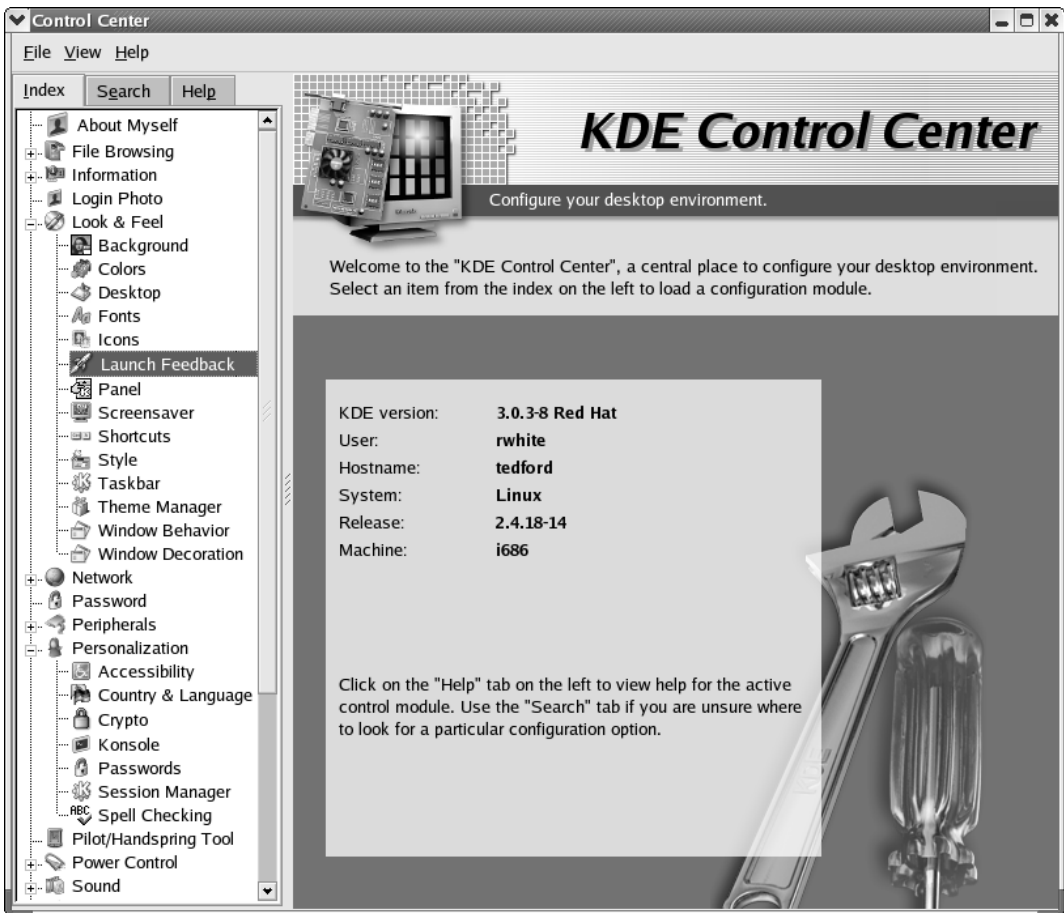 Control Center
File View Help
Index Search Help
About Myself
File Browsing
Information
Login Photo
Look & Feel
Background
Colors
Desktop
Fonts
Icons
Launch Feedback
Panel
Screensaver
Shortcuts
Style
Taskbar
Theme Manager
Window Behavior
Window Decoration
Network
Password
Peripherals
Personalization
Accessibility
Country & Language
Crypto
Konsole
Passwords
Session Manager
ABC Spell Checking
Pilot/Handspring Tool
Power Control
Sound
KDE Control Center
Configure your desktop environment.
Welcome to the "KDE Control Center", a central place to configure your desktop environment.
Select an item from the index on the left to load a configuration module.
KDE version: 3.0.3-8 Red Hat
User: rwhite
Hostname: tedford
System: Linux
Release: 2.4.18-14
Machine: i686
Click on the "Help" tab on the left to view help for the active
control module. Use the "Search" tab if you are unsure where
to look for a particular configuration option.
KDE